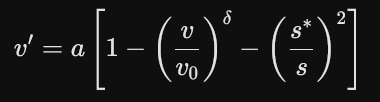 v′ = a [1 − (v/v₀)^δ − (s*/s)²]